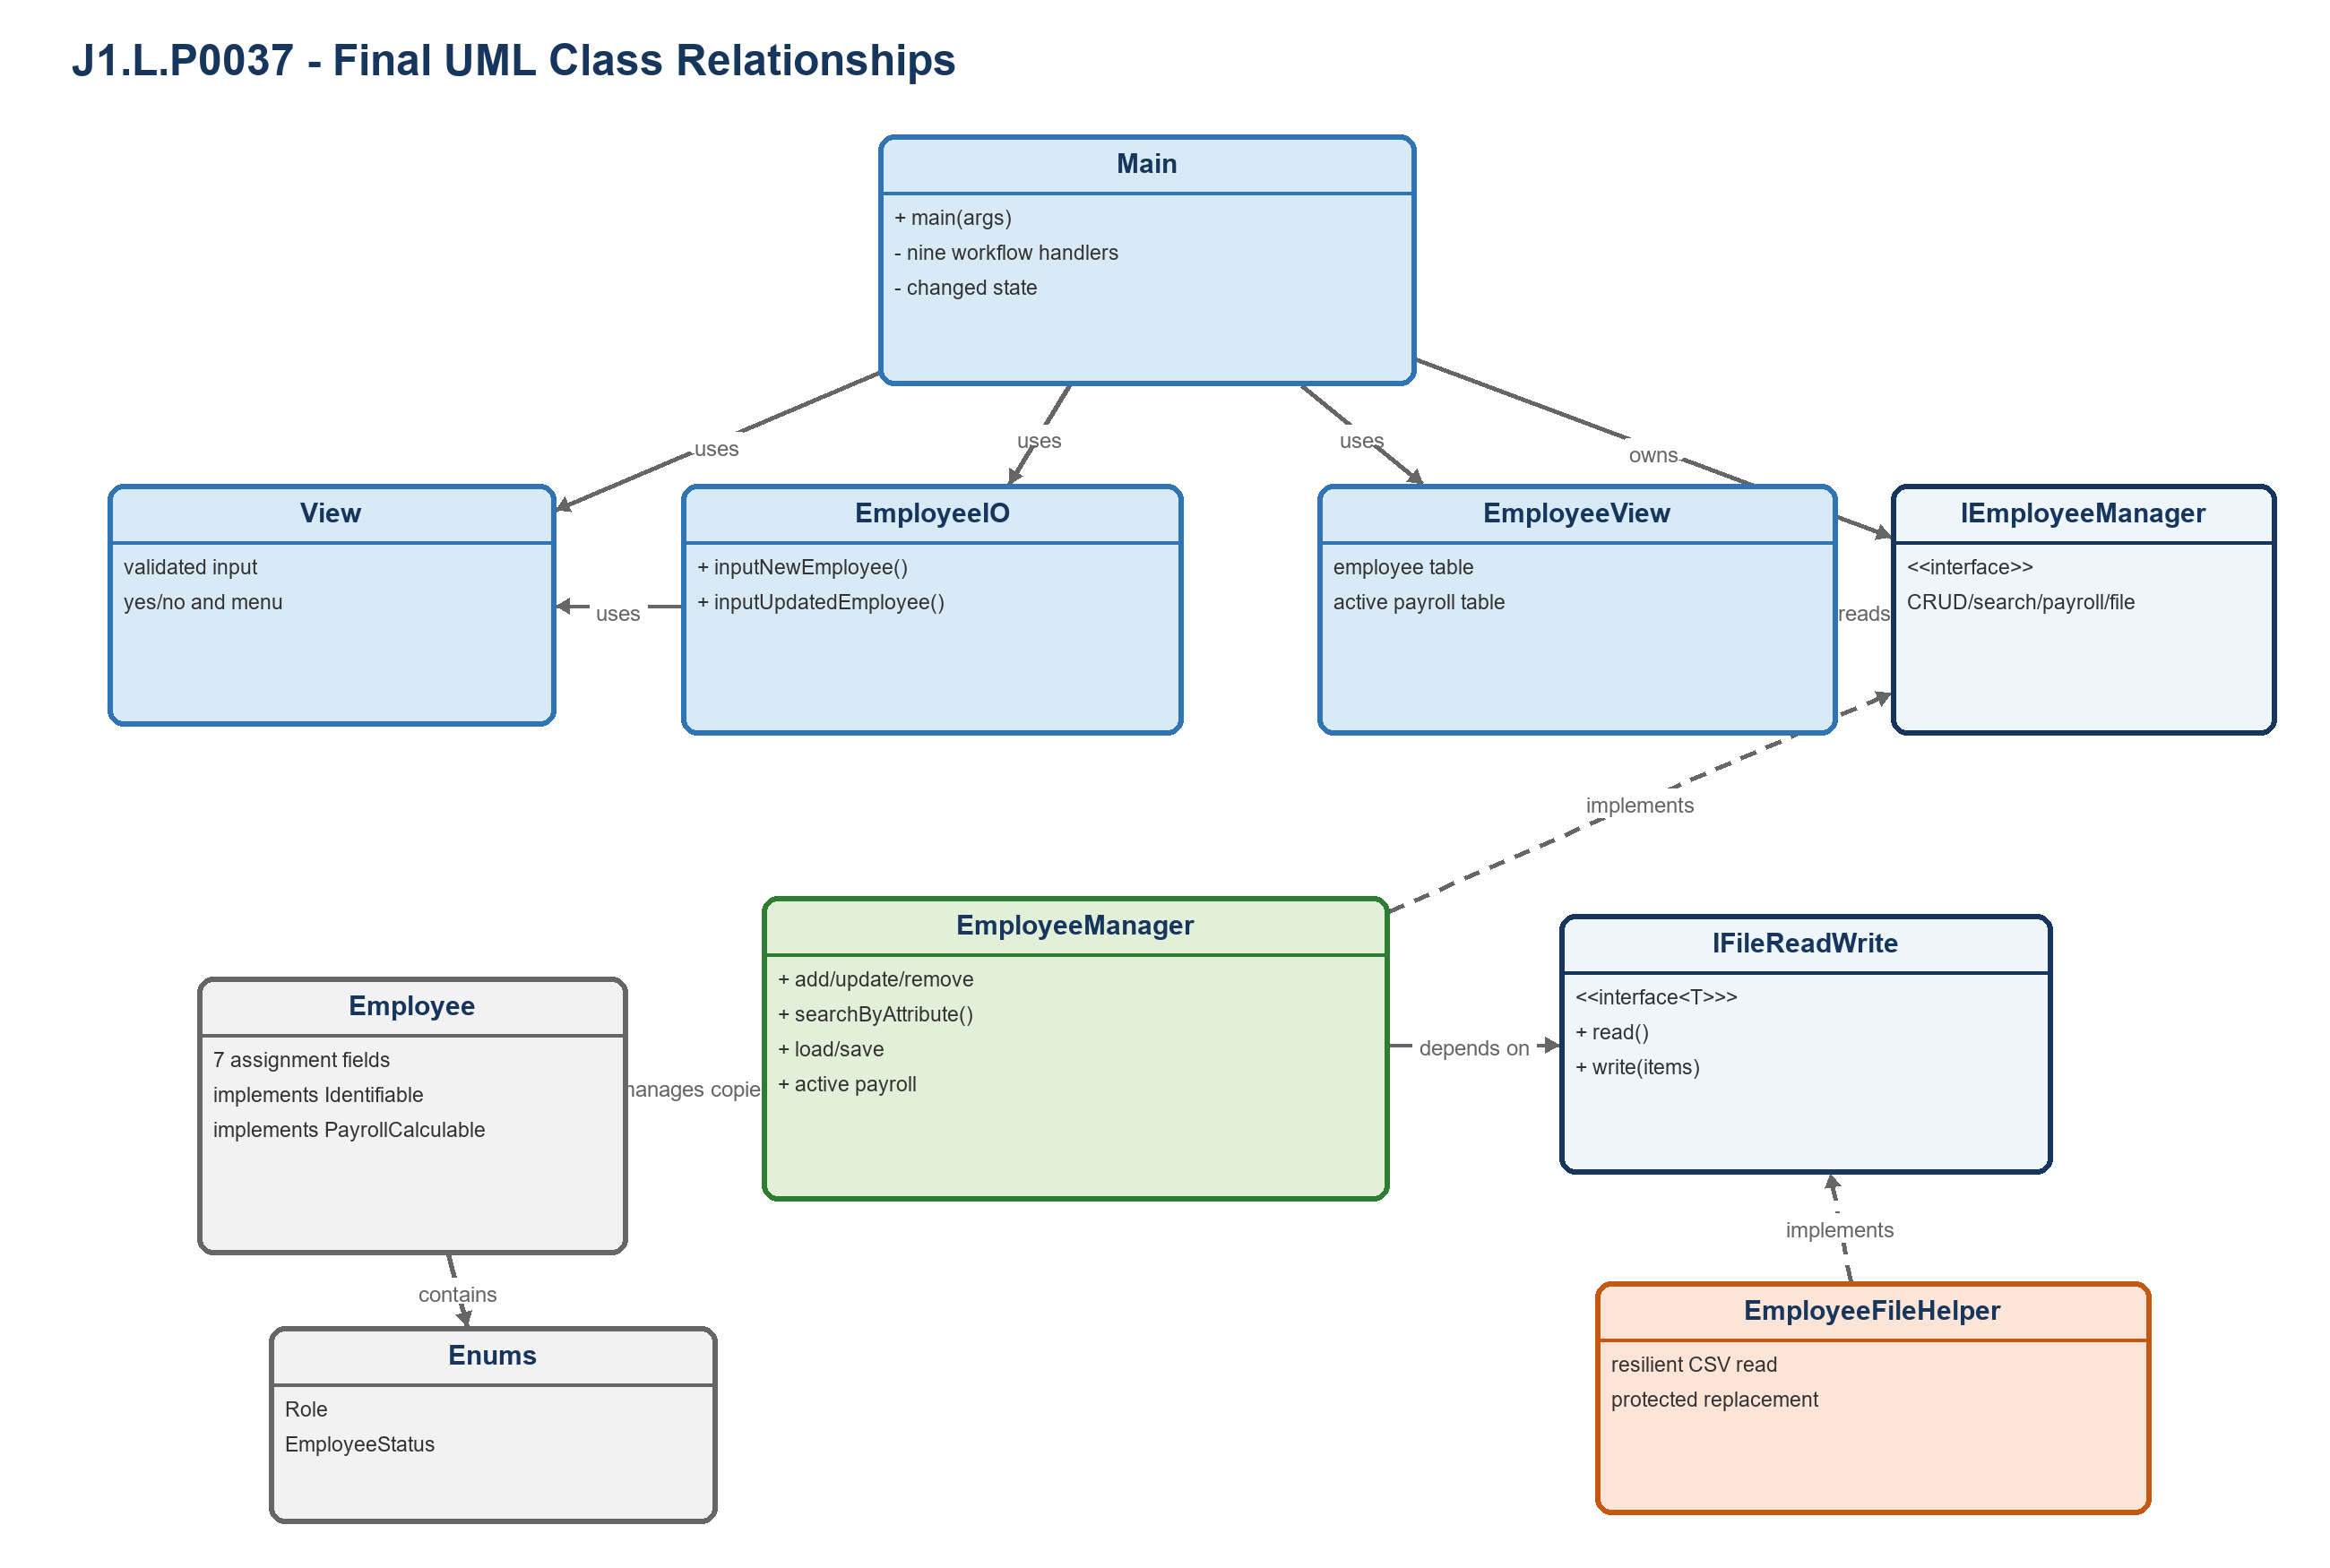 J1.L.P0037 - Final UML Class Relationships
Main
+ main(args)
- nine workflow handlers
- changed state
uses
uses
uses
owns
View
validated input
yes/no and menu
uses
EmployeeIO
+ inputNewEmployee()
+ inputUpdatedEmployee()
EmployeeView
employee table
active payroll table
reads
IEmployeeManager
<<interface>>
CRUD/search/payroll/file
implements
EmployeeManager
+ add/update/remove
+ searchByAttribute()
+ load/save
+ active payroll
depends on
IFileReadWrite
<<interface<T>>>
+ read()
+ write(items)
Employee
7 assignment fields
implements Identifiable
implements PayrollCalculable
anages copie
implements
contains
Enums
Role
EmployeeStatus
EmployeeFileHelper
resilient CSV read
protected replacement